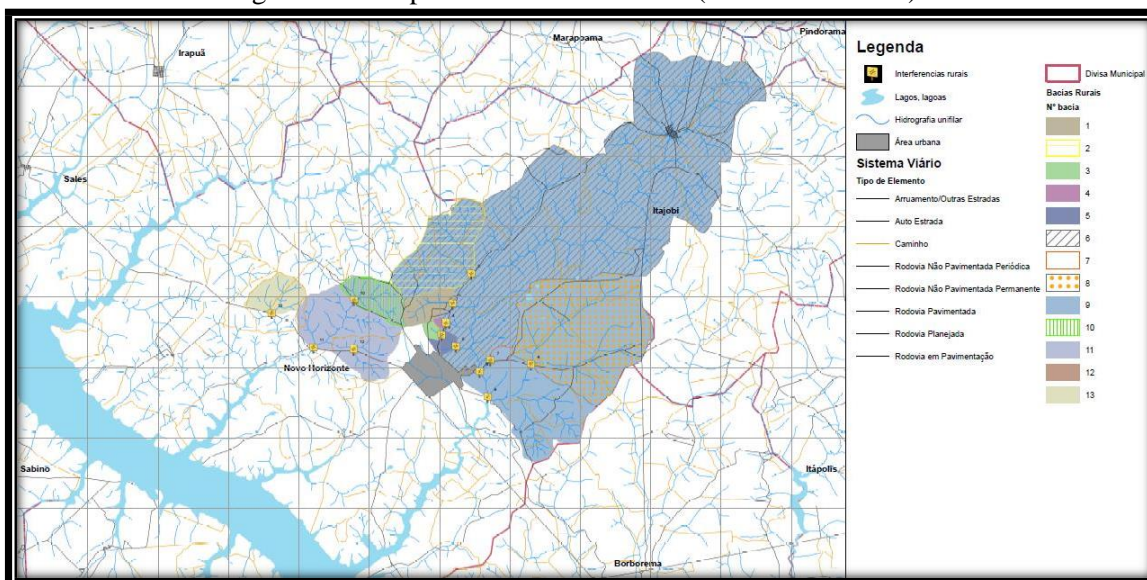 Pindorama
Marapoama
Irapuã
Sales
Itajobi
Novo Horizonte
Sabino
Itápolis
Borborema
Legenda
Interferencias rurais
Lagos, lagoas
Hidrografia unifilar
Área urbana
Sistema Viário
Tipo de Elemento
Arruamento/Outras Estradas
Auto Estrada
Caminho
Rodovia Não Pavimentada Periódica
Rodovia Não Pavimentada Permanente
Rodovia Pavimentada
Rodovia Planejada
Rodovia em Pavimentação
Divisa Municipal
Bacias Rurais
Nº bacia
1
2
3
4
5
6
7
8
9
10
11
12
13